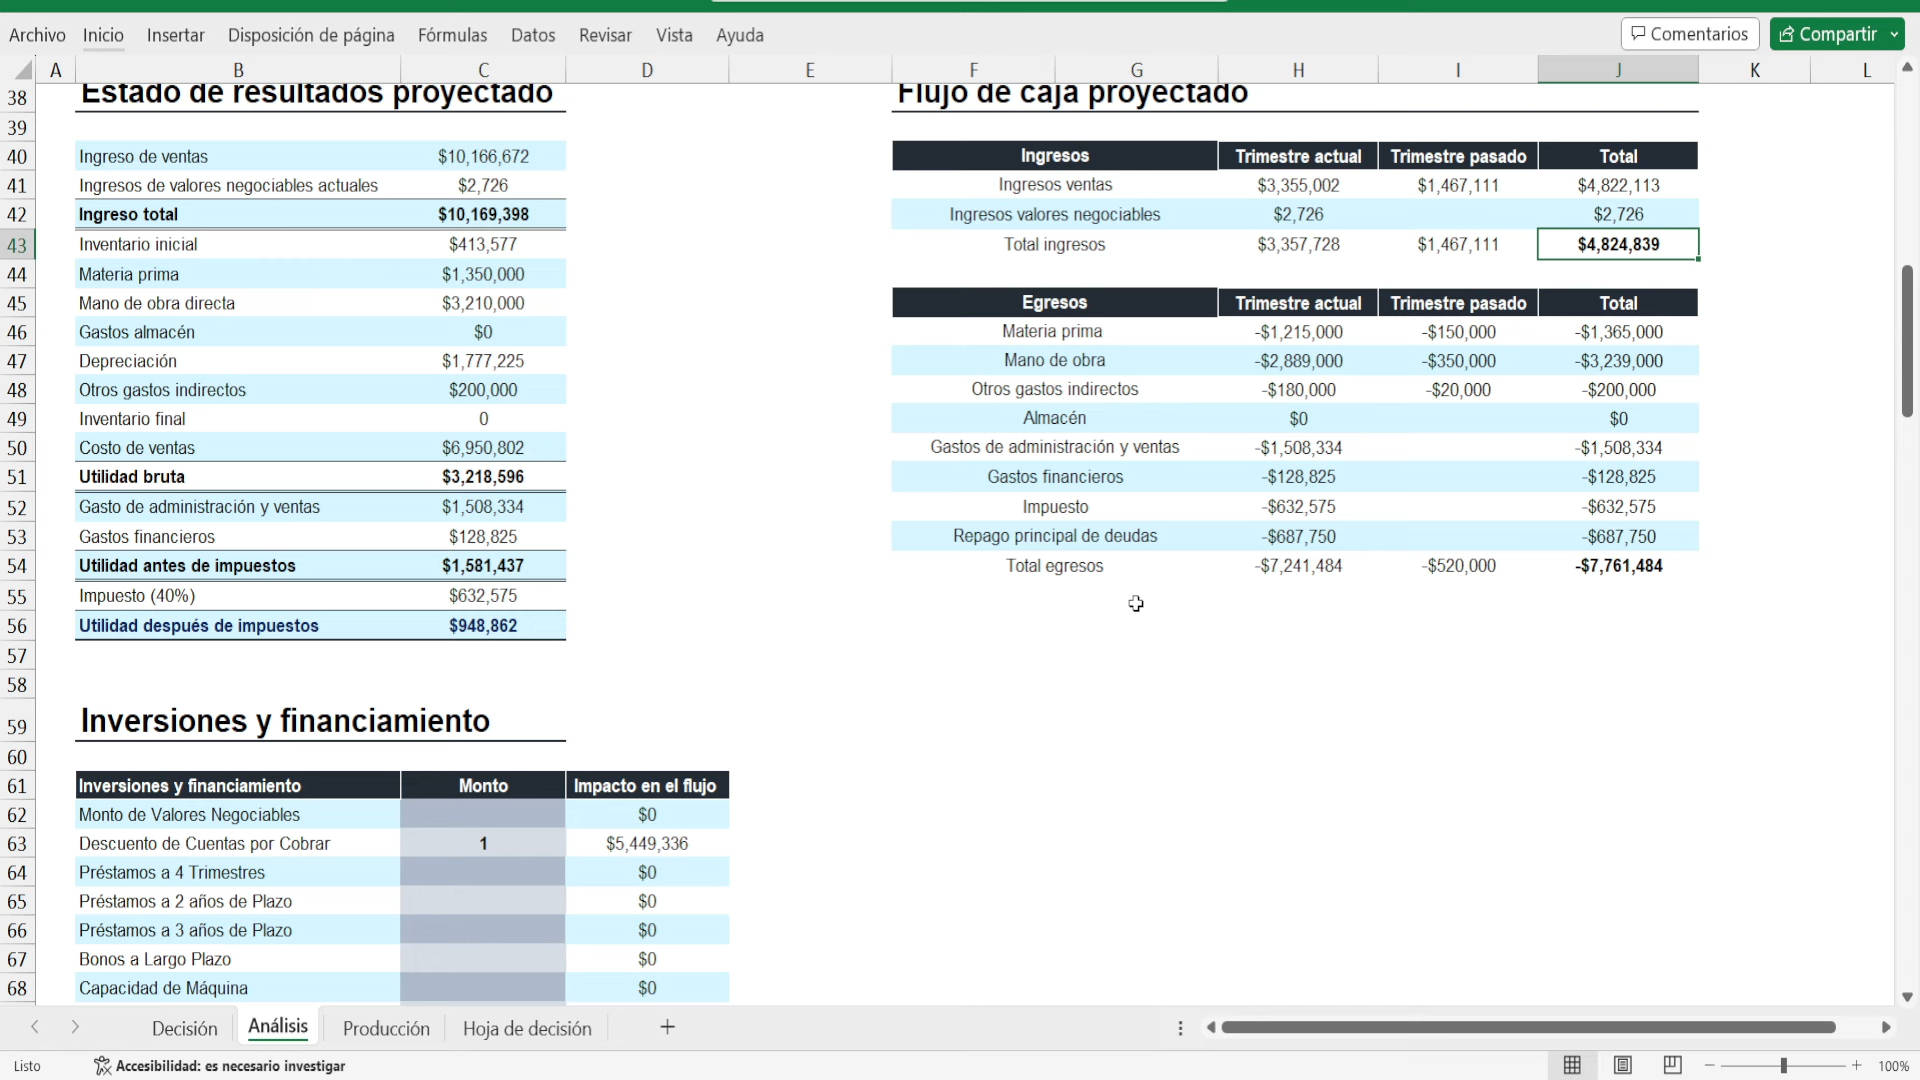 Archivo Inicio Insertar Disposición de página Fórmulas Datos Revisar Vista Ayuda Comentarios Compartir
A B C D E F G H I J K L
38 Estado de resultados proyectado Flujo de caja proyectado
39
40 Ingreso de ventas $10,166,672 Ingresos Trimestre actual Trimestre pasado Total
41 Ingresos de valores negociables actuales $2,726 Ingresos ventas $3,355,002 $1,467,111 $4,822,113
42 Ingreso total $10,169,398 Ingresos valores negociables $2,726 $2,726
43 Inventario inicial $413,577 Total ingresos $3,357,728 $1,467,111 $4,824,839
44 Materia prima $1,350,000
45 Mano de obra directa $3,210,000 Egresos Trimestre actual Trimestre pasado Total
46 Gastos almacén $0 Materia prima -$1,215,000 -$150,000 -$1,365,000
47 Depreciación $1,777,225 Mano de obra -$2,889,000 -$350,000 -$3,239,000
48 Otros gastos indirectos $200,000 Otros gastos indirectos -$180,000 -$20,000 -$200,000
49 Inventario final 0 Almacén $0 $0
50 Costo de ventas $6,950,802 Gastos de administración y ventas -$1,508,334 -$1,508,334
51 Utilidad bruta $3,218,596 Gastos financieros -$128,825 -$128,825
52 Gasto de administración y ventas $1,508,334 Impuesto -$632,575 -$632,575
53 Gastos financieros $128,825 Repago principal de deudas -$687,750 -$687,750
54 Utilidad antes de impuestos $1,581,437 Total egresos -$7,241,484 -$520,000 -$7,761,484
55 Impuesto (40%) $632,575
56 Utilidad después de impuestos $948,862
57
58
59 Inversiones y financiamiento
60
61 Inversiones y financiamiento Monto Impacto en el flujo
62 Monto de Valores Negociables $0
63 Descuento de Cuentas por Cobrar 1 $5,449,336
64 Préstamos a 4 Trimestres $0
65 Préstamos a 2 años de Plazo $0
66 Préstamos a 3 años de Plazo $0
67 Bonos a Largo Plazo $0
68 Capacidad de Máquina $0
Decisión Análisis Producción Hoja de decisión
Listo Accesibilidad: es necesario investigar 100%